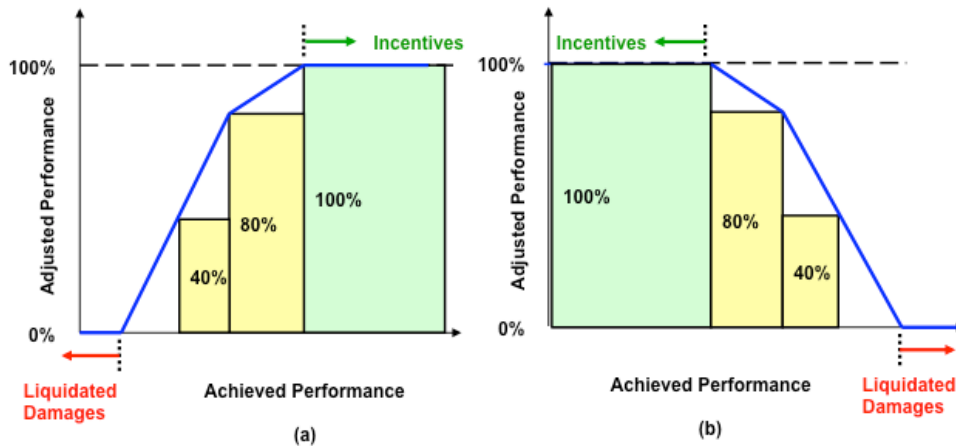 Incentives
100%
Adjusted Performance
100%
80%
40%
0%
Liquidated
Damages
Achieved Performance
(a)
Incentives
100%
Adjusted Performance
100%
80%
40%
0%
Achieved Performance
Liquidated
Damages
(b)